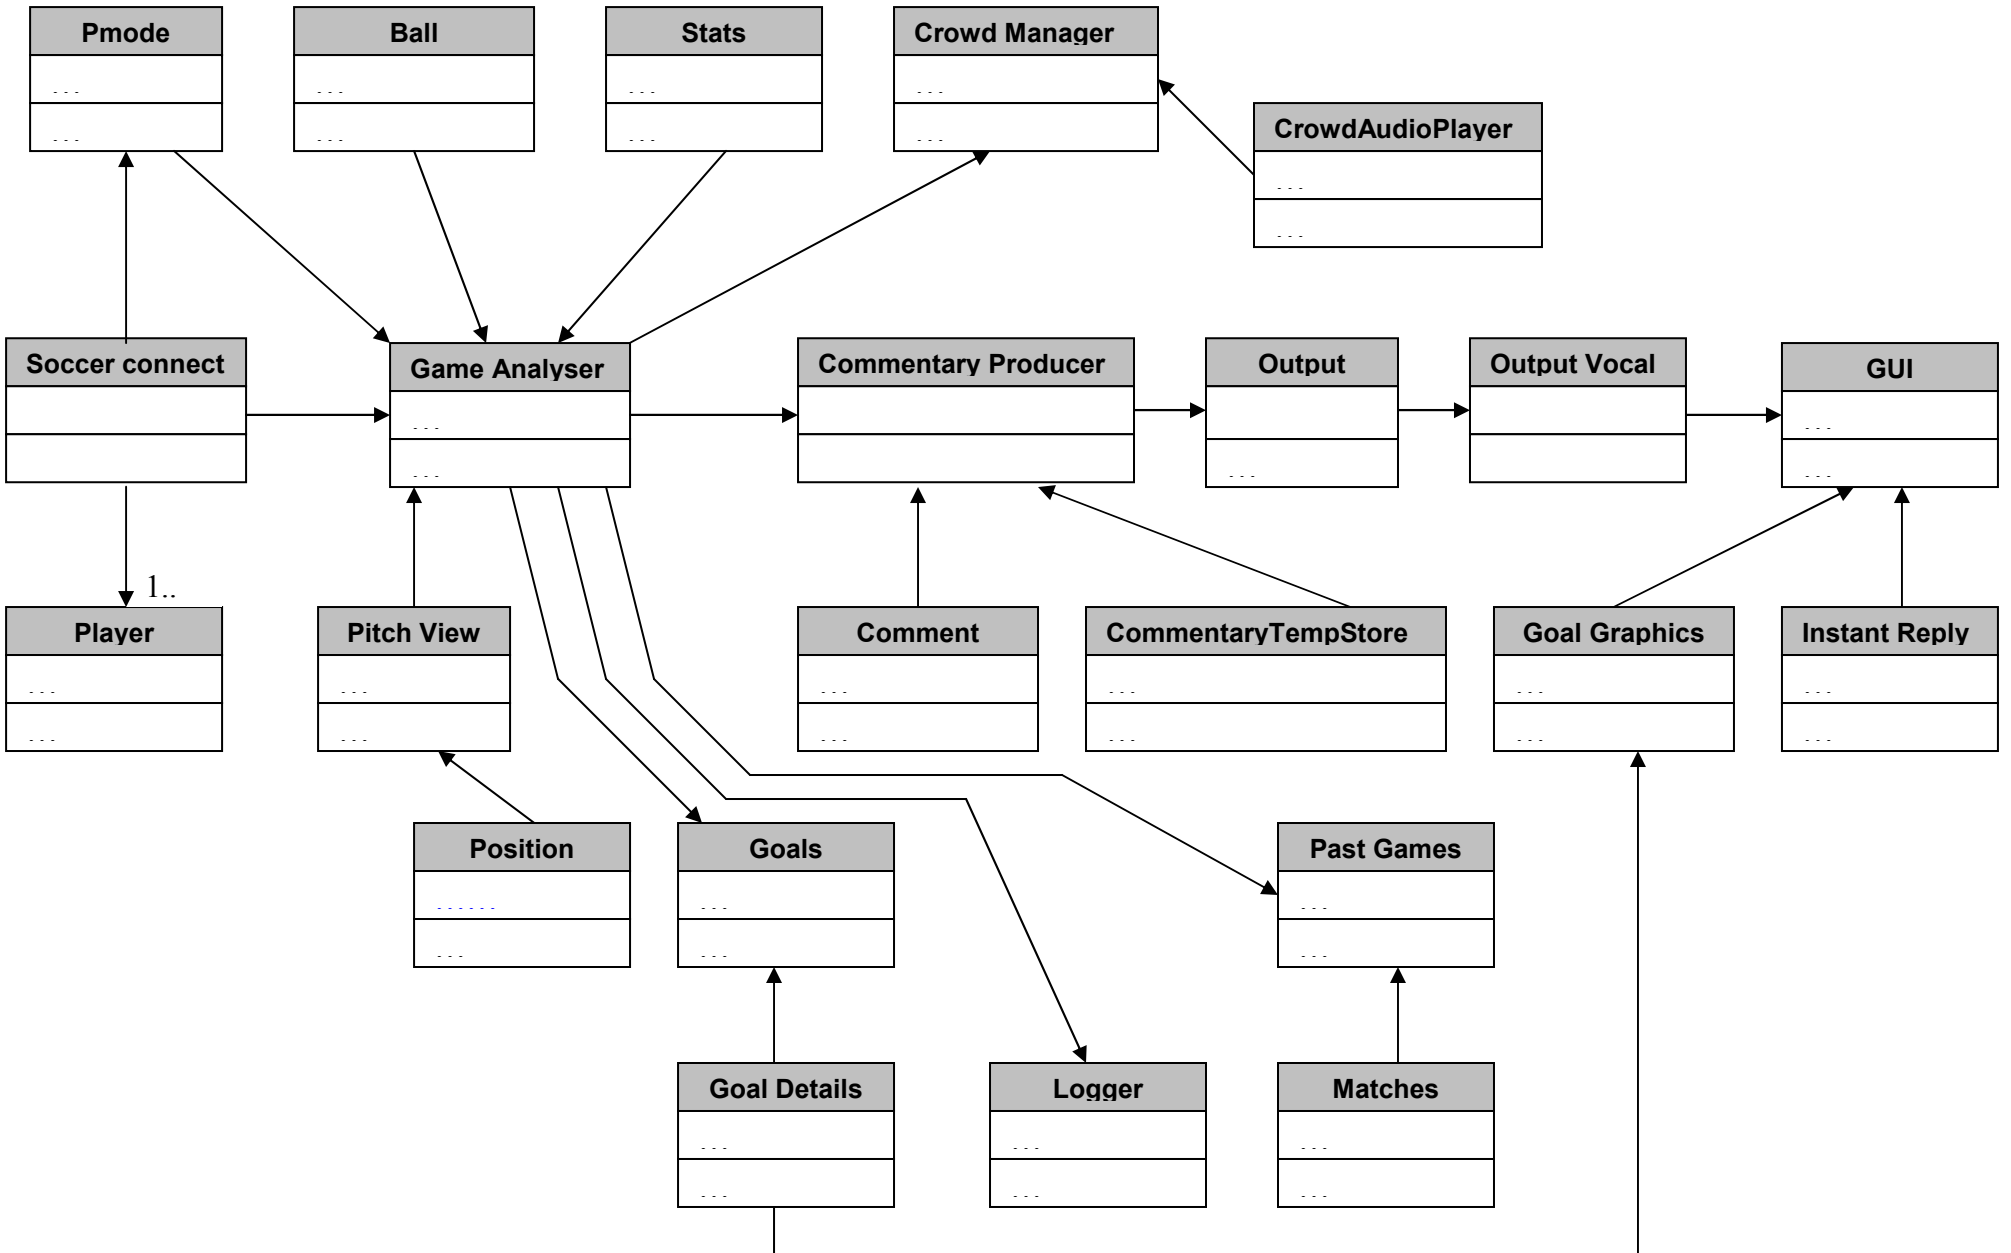 Pmode
...
...
Ball
...
...
Stats
...
...
Crowd Manager
...
...
CrowdAudioPlayer
...
...
Soccer connect
Game Analyser
...
...
Commentary Producer
Output
...
Output Vocal
GUI
...
...
1..
Player
...
...
Pitch View
...
...
Comment
...
...
CommentaryTempStore
...
...
Goal Graphics
...
...
Instant Reply
...
...
Position
......
...
Goals
...
...
Past Games
...
...
Goal Details
...
...
Logger
...
...
Matches
...
...